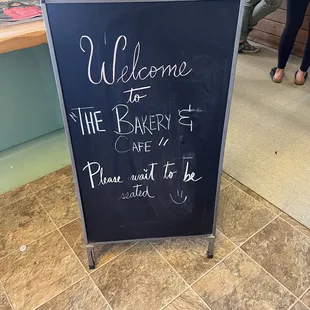 Welcome
to
"THE BAKERY &
CAFE"
Please wait to be
seated